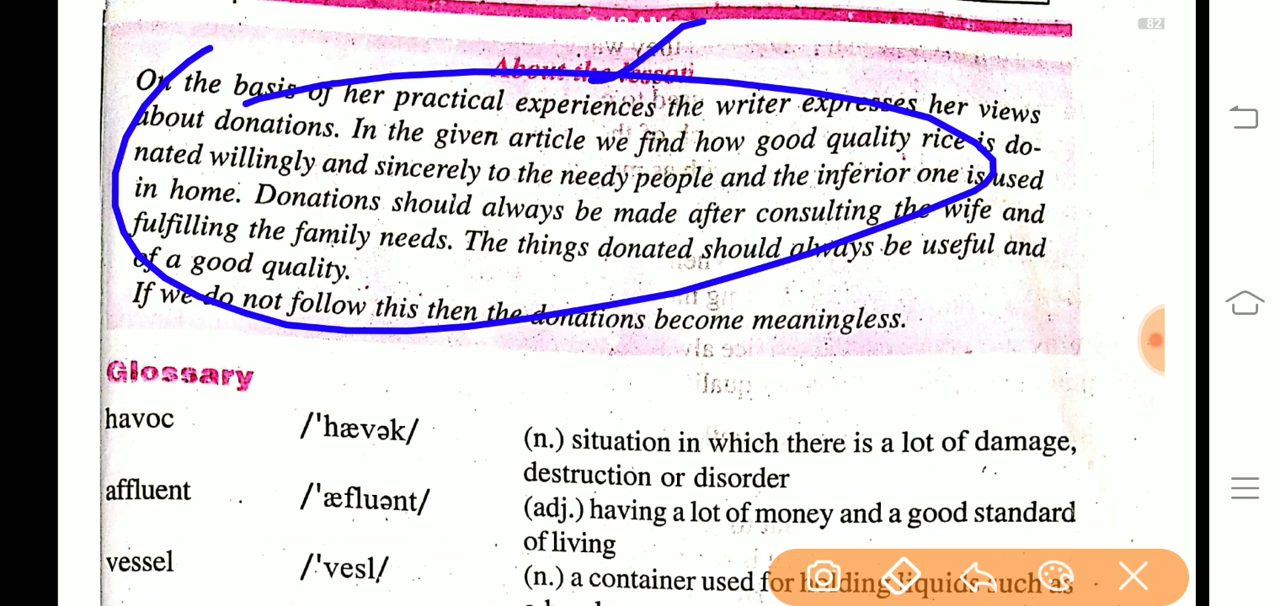 9:48 AM
82
About the lesson
On the basis of her practical experiences the writer expresses her views
about donations. In the given article we find how good quality rice is do-
nated willingly and sincerely to the needy people and the inferior one is used
in home. Donations should always be made after consulting the wife and
fulfilling the family needs. The things donated should always be useful and
of a good quality.
If we do not follow this then the donations become meaningless.
Glossary
havoc /'hævək/ (n.) situation in which there is a lot of damage,
destruction or disorder
affluent /'æfluənt/ (adj.) having a lot of money and a good standard
of living
vessel /'vesl/ (n.) a container used for holding liquids such as